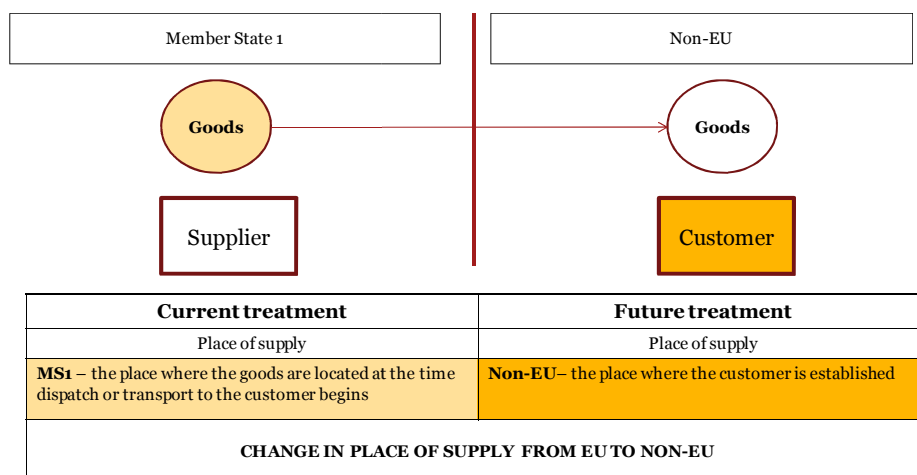 Member State 1
Non-EU
Goods
Goods
Supplier
Customer
Current treatment
Future treatment
Place of supply
Place of supply
MS1 – the place where the goods are located at the time
dispatch or transport to the customer begins
Non-EU– the place where the customer is established
CHANGE IN PLACE OF SUPPLY FROM EU TO NON-EU